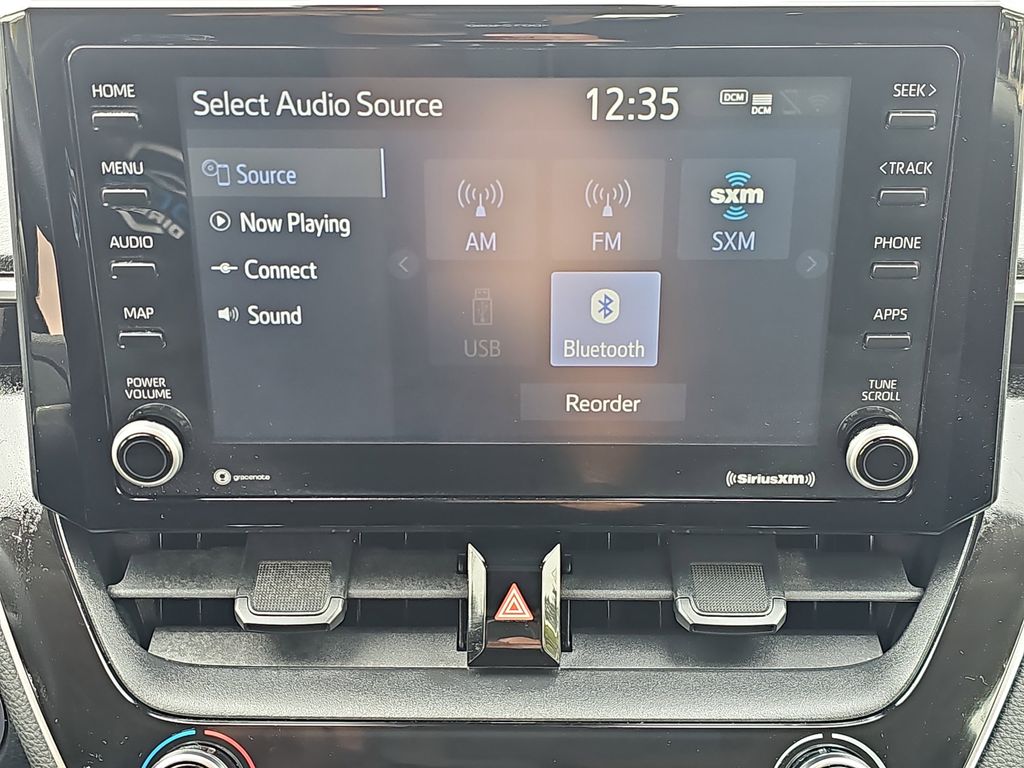 HOME
MENU
AUDIO
MAP
POWER
VOLUME
Select Audio Source
12:35
DCM
DCM
Source
Now Playing
Connect
Sound
AM
FM
sxm
SXM
USB
Bluetooth
Reorder
gracenote
((SiriusXM))
SEEK>
<TRACK
PHONE
APPS
TUNE
SCROLL